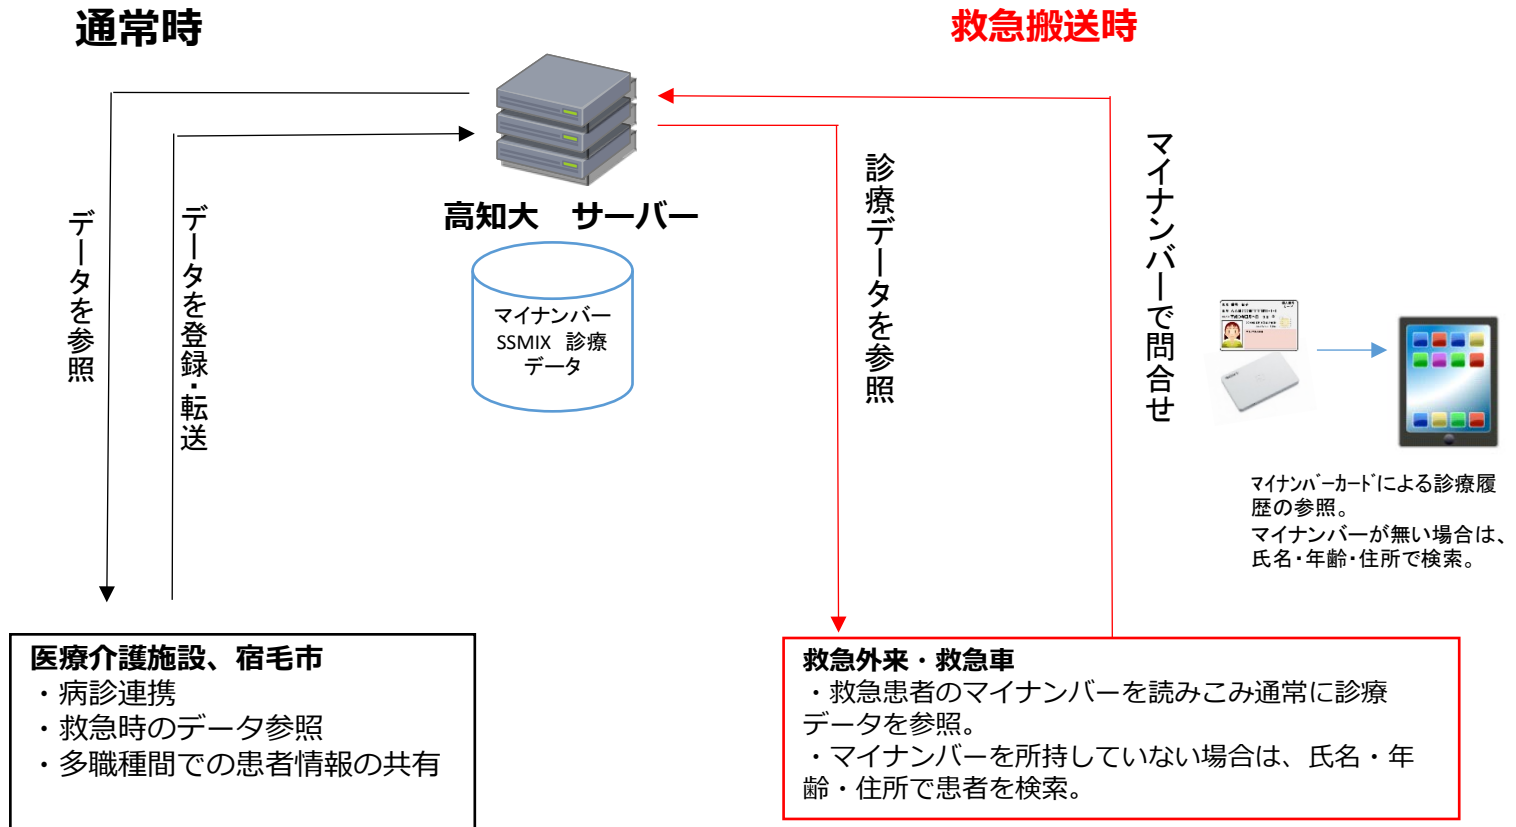 通常時
救急搬送時
高知大　サーバー
マイナンバー
SSMIX 診療
データ
データを参照
データを登録・転送
診療データを参照
マイナンバーで問合せ
ﾏｲﾅﾝﾊﾞｰｶｰﾄﾞによる診療履
歴の参照。
マイナンバーが無い場合は、
氏名・年齢・住所で検索。
医療介護施設、宿毛市
・病診連携
・救急時のデータ参照
・多職種間での患者情報の共有
救急外来・救急車
・救急患者のマイナンバーを読みこみ通常に診療
データを参照。
・マイナンバーを所持していない場合は、氏名・年
齢・住所で患者を検索。